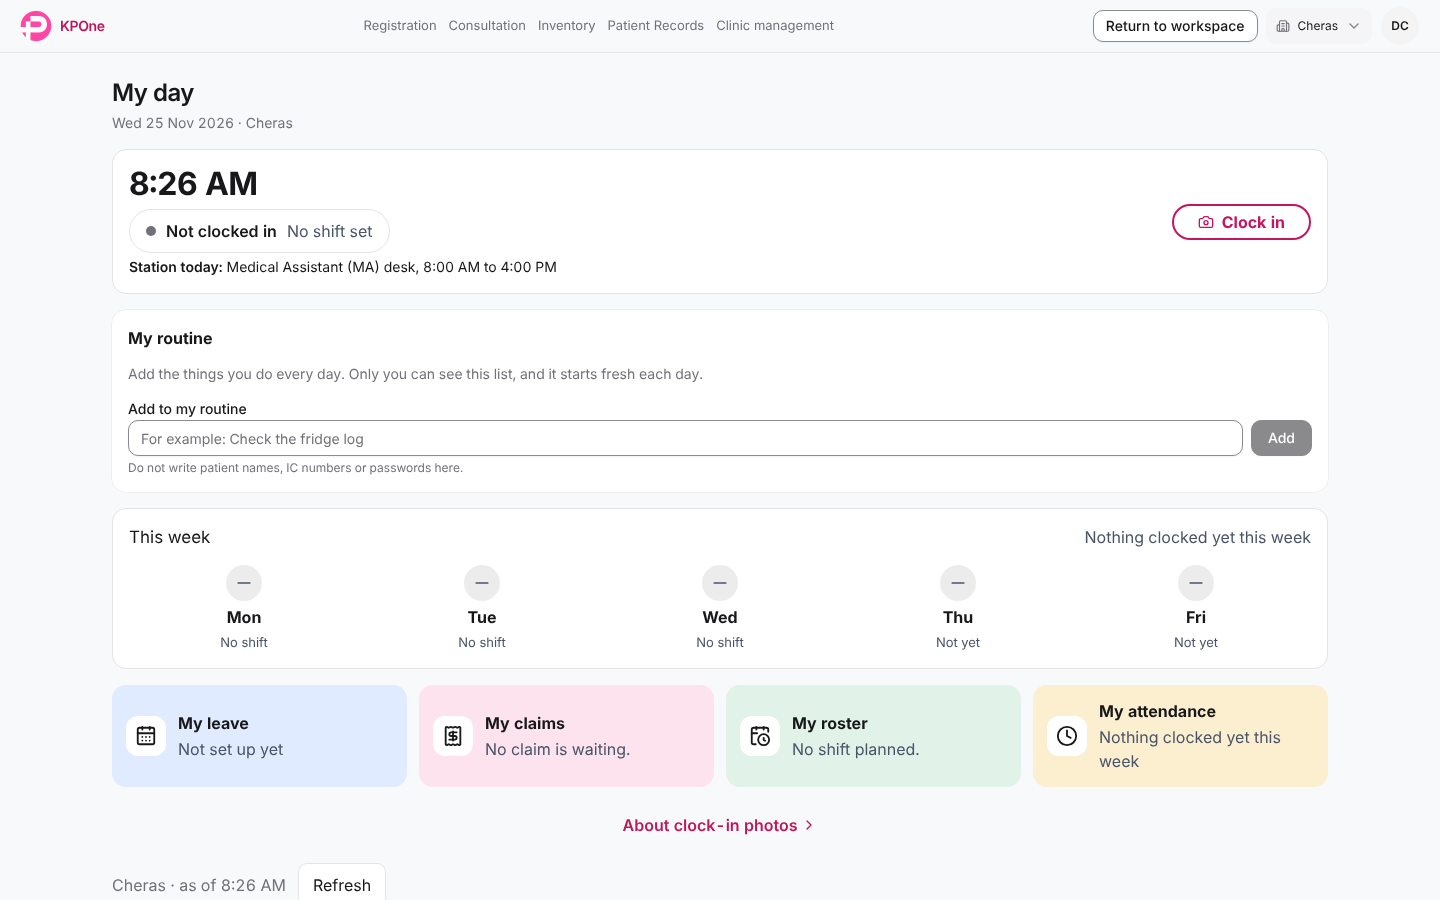 KPOne
Registration Consultation Inventory Patient Records Clinic management
Return to workspace
Cheras
DC
My day
Wed 25 Nov 2026 · Cheras
8:26 AM
Not clocked in No shift set
Station today: Medical Assistant (MA) desk, 8:00 AM to 4:00 PM
Clock in
My routine
Add the things you do every day. Only you can see this list, and it starts fresh each day.
Add to my routine
For example: Check the fridge log
Add
Do not write patient names, IC numbers or passwords here.
This week
Nothing clocked yet this week
Mon Tue Wed Thu Fri
No shift No shift No shift Not yet Not yet
My leave
Not set up yet
My claims
No claim is waiting.
My roster
No shift planned.
My attendance
Nothing clocked yet this
week
About clock-in photos
Cheras · as of 8:26 AM
Refresh